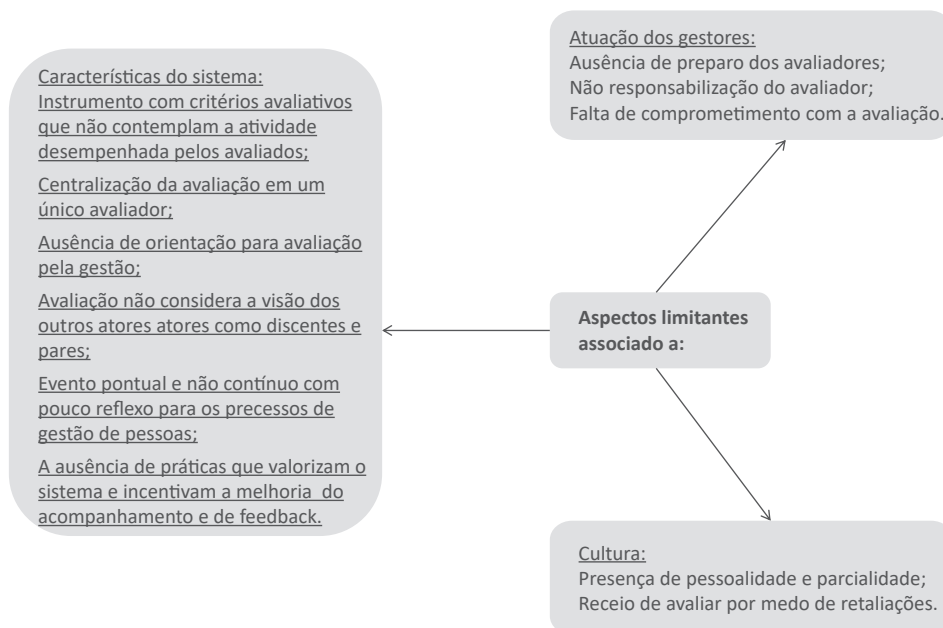 Características do sistema:
Instrumento com critérios avaliativos
que não contemplam a atividade
desempenhada pelos avaliados;
Centralização da avaliação em um
único avaliador;
Ausência de orientação para avaliação
pela gestão;
Avaliação não considera a visão dos
outros atores atores como discentes e
pares;
Evento pontual e não contínuo com
pouco reflexo para os precessos de
gestão de pessoas;
A ausência de práticas que valorizam o
sistema e incentivam a melhoria do
acompanhamento e de feedback.
Atuação dos gestores:
Ausência de preparo dos avaliadores;
Não responsabilização do avaliador;
Falta de comprometimento com a avaliação.
Aspectos limitantes
associado a:
Cultura:
Presença de pessoalidade e parcialidade;
Receio de avaliar por medo de retaliações.